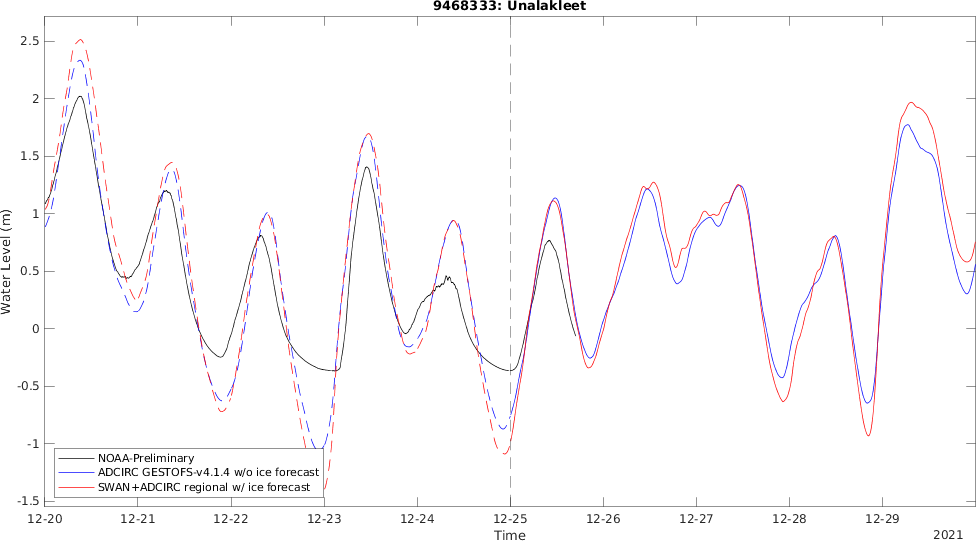 9468333: Unalakleet
Water Level (m)
2.5
2
1.5
1
0.5
0
-0.5
-1
-1.5
NOAA-Preliminary
ADCIRC GESTOFS-v4.1.4 w/o ice forecast
SWAN+ADCIRC regional w/ ice forecast
12-20 12-21 12-22 12-23 12-24 12-25 12-26 12-27 12-28 12-29
Time
2021